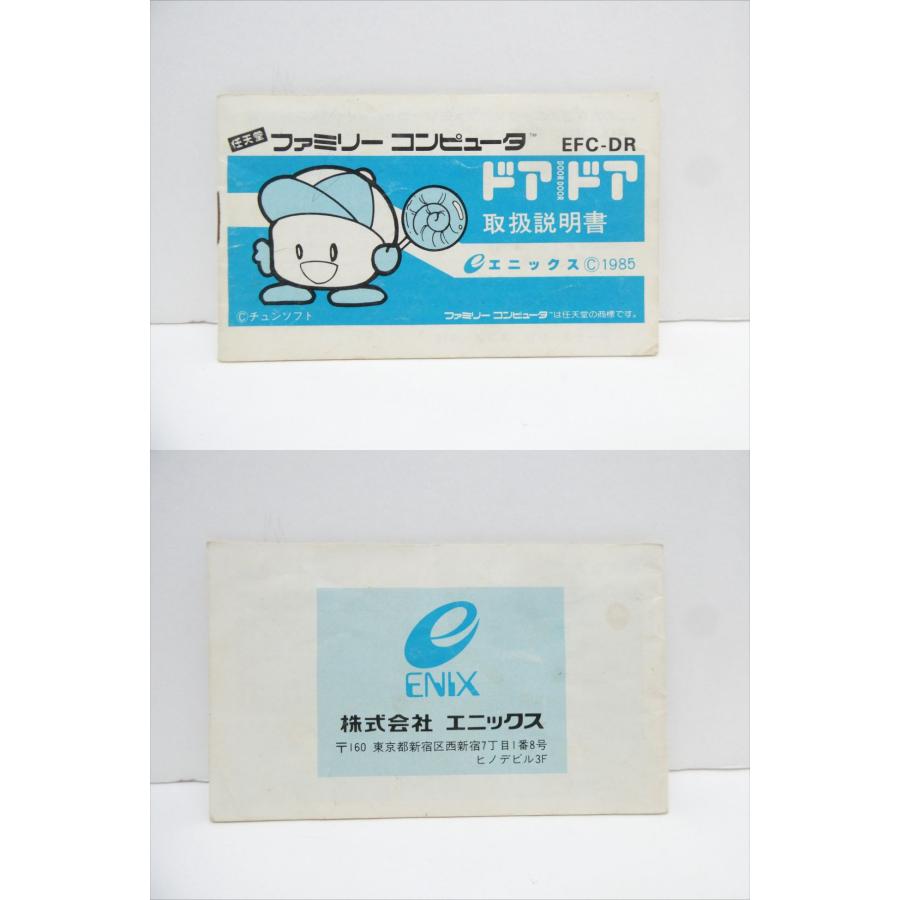 任天堂 ファミリー コンピュータ™ EFC-DR
ドア DOOR DOOR ドア
取扱説明書
e エニックス Ⓒ1985
Ⓒチュンソフト
ファミリー コンピュータ™は任天堂の商標です。
e
ENIX
株式会社 エニックス
〒160 東京都新宿区西新宿7丁目1番8号
ヒノデビル3F